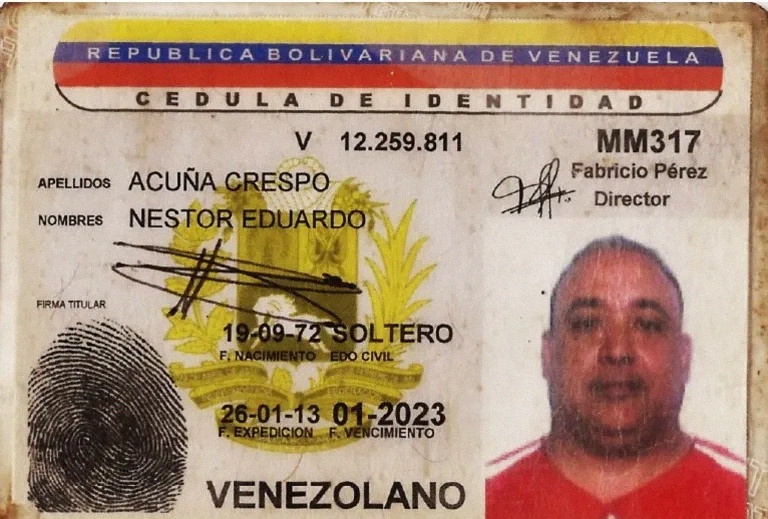 REPUBLICA BOLIVARIANA DE VENEZUELA
CEDULA DE IDENTIDAD
V 12.259.811 MM317
Fabricio Pérez
Director
APELLIDOS ACUÑA CRESPO
NOMBRES NESTOR EDUARDO
FIRMA TITULAR
19-09-72 SOLTERO
F. NACIMIENTO EDO CIVIL
26-01-13 01-2023
F. EXPEDICION F. VENCIMIENTO
VENEZOLANO